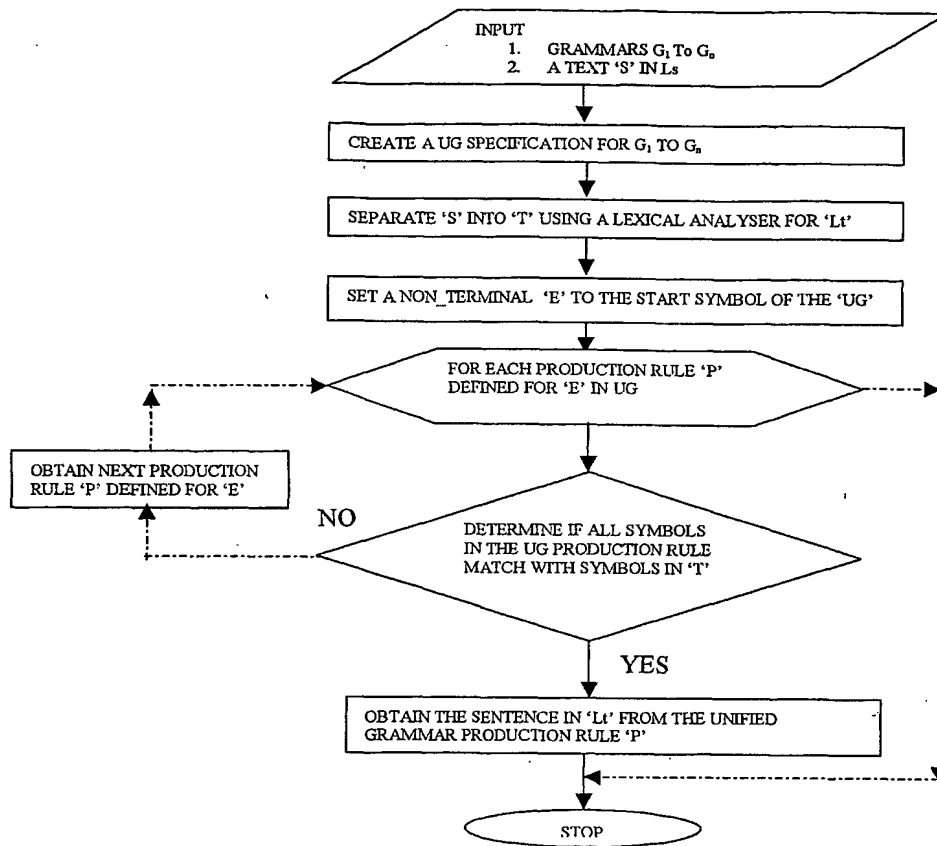 INPUT
1. GRAMMARS G₁ To Gₙ
2. A TEXT ‘S’ IN Ls
CREATE A UG SPECIFICATION FOR G₁ TO Gₙ
SEPARATE ‘S’ INTO ‘T’ USING A LEXICAL ANALYSER FOR ‘Lt’
SET A NON_TERMINAL ‘E’ TO THE START SYMBOL OF THE ‘UG’
FOR EACH PRODUCTION RULE ‘P’
DEFINED FOR ‘E’ IN UG
OBTAIN NEXT PRODUCTION
RULE ‘P’ DEFINED FOR ‘E’
NO
DETERMINE IF ALL SYMBOLS
IN THE UG PRODUCTION RULE
MATCH WITH SYMBOLS IN ‘T’
YES
OBTAIN THE SENTENCE IN ‘Lt’ FROM THE UNIFIED
GRAMMAR PRODUCTION RULE ‘P’
STOP